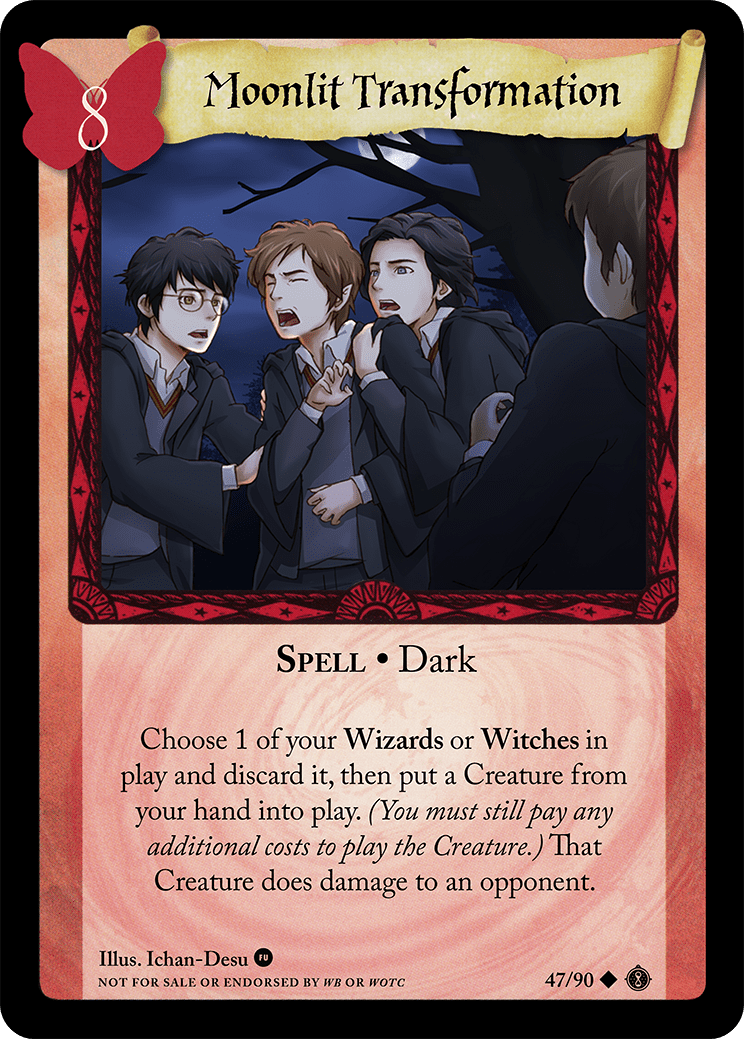 8
Moonlit Transformation
SPELL • Dark
Choose 1 of your Wizards or Witches in
play and discard it, then put a Creature from
your hand into play. (You must still pay any
additional costs to play the Creature.) That
Creature does damage to an opponent.
Illus. Ichan-Desu FU
NOT FOR SALE OR ENDORSED BY WB OR WOTC
47/90 ◆ 8